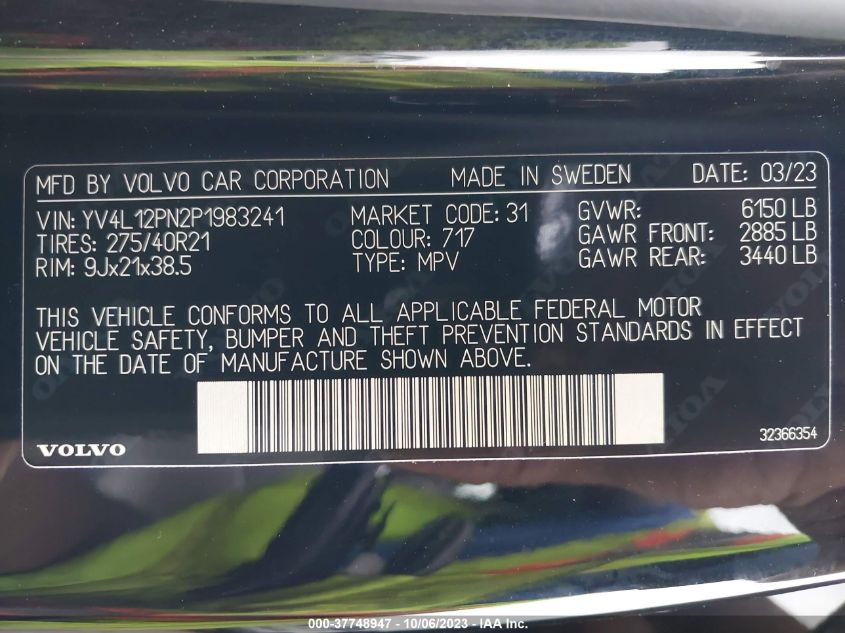 MFD BY VOLVO CAR CORPORATION MADE IN SWEDEN DATE: 03/23
VIN: YV4L12PN2P1983241 MARKET CODE: 31 GVWR: 6150 LB
TIRES: 275/40R21 COLOUR: 717 GAWR FRONT: 2885 LB
RIM: 9Jx21x38.5 TYPE: MPV GAWR REAR: 3440 LB
THIS VEHICLE CONFORMS TO ALL APPLICABLE FEDERAL MOTOR
VEHICLE SAFETY, BUMPER AND THEFT PREVENTION STANDARDS IN EFFECT
ON THE DATE OF MANUFACTURE SHOWN ABOVE.
VOLVO 32366354
000-37748947 - 10/06/2023 - IAA Inc.